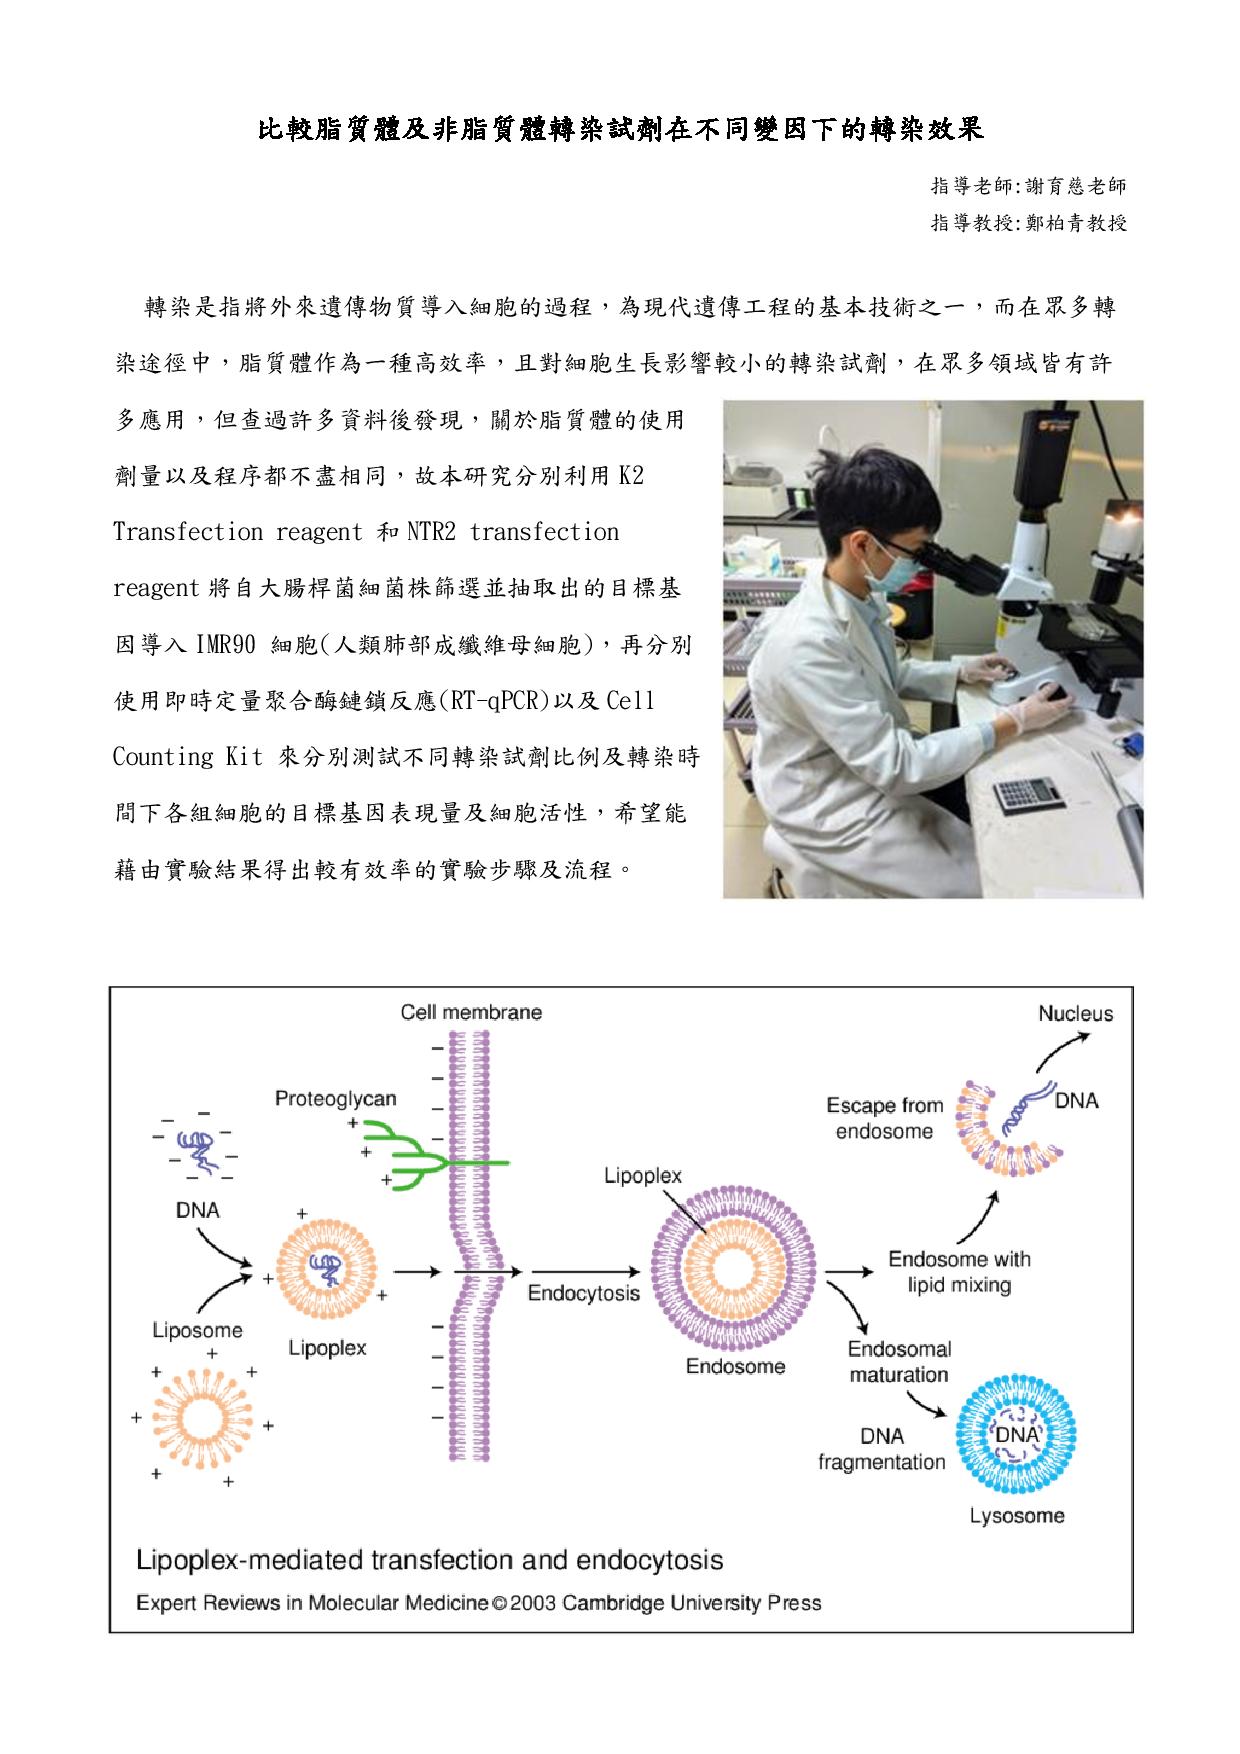 比較脂質體及非脂質體轉染試劑在不同變因下的轉染效果
指導老師:謝育慈老師
指導教授:鄭柏青教授
轉染是指將外來遺傳物質導入細胞的過程，為現代遺傳工程的基本技術之一，而在眾多轉
染途徑中，脂質體作為一種高效率，且對細胞生長影響較小的轉染試劑，在眾多領域皆有許
多應用，但查過許多資料後發現，關於脂質體的使用
劑量以及程序都不盡相同，故本研究分別利用 K2
Transfection reagent 和 NTR2 transfection
reagent 將自大腸桿菌細菌株篩選並抽取出的目標基
因導入 IMR90 細胞(人類肺部成纖維母細胞)，再分別
使用即時定量聚合酶鏈鎖反應(RT-qPCR)以及 Cell
Counting Kit 來分別測試不同轉染試劑比例及轉染時
間下各組細胞的目標基因表現量及細胞活性，希望能
藉由實驗結果得出較有效率的實驗步驟及流程。
Cell membrane
Nucleus
Proteoglycan
Escape from
endosome
DNA
Lipoplex
DNA
Endosome with
lipid mixing
Endocytosis
Liposome
Lipoplex
Endosome
Endosomal
maturation
DNA
fragmentation
DNA
Lysosome
Lipoplex-mediated transfection and endocytosis
Expert Reviews in Molecular Medicine © 2003 Cambridge University Press